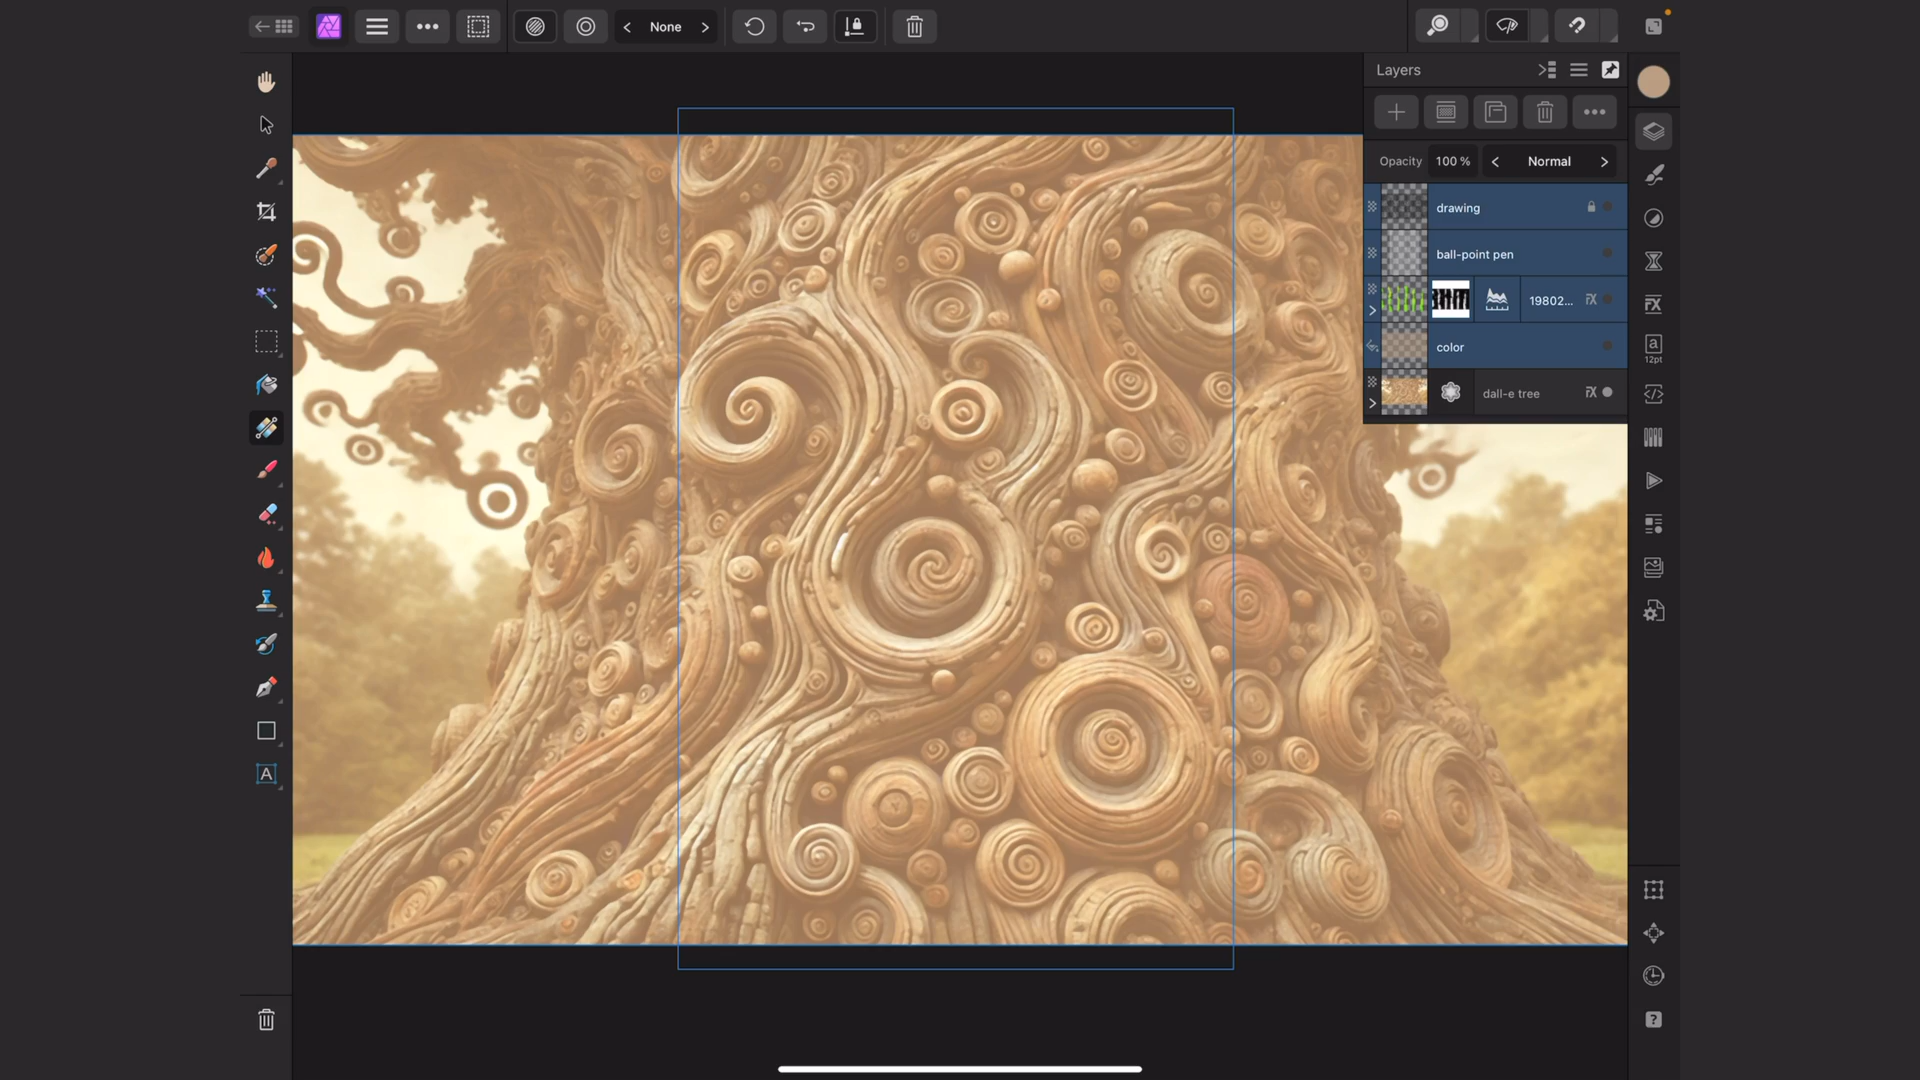 None
Layers
Opacity 100 % Normal
drawing
ball-point pen
19802...
color
dall-e tree
a
12pt
A
?